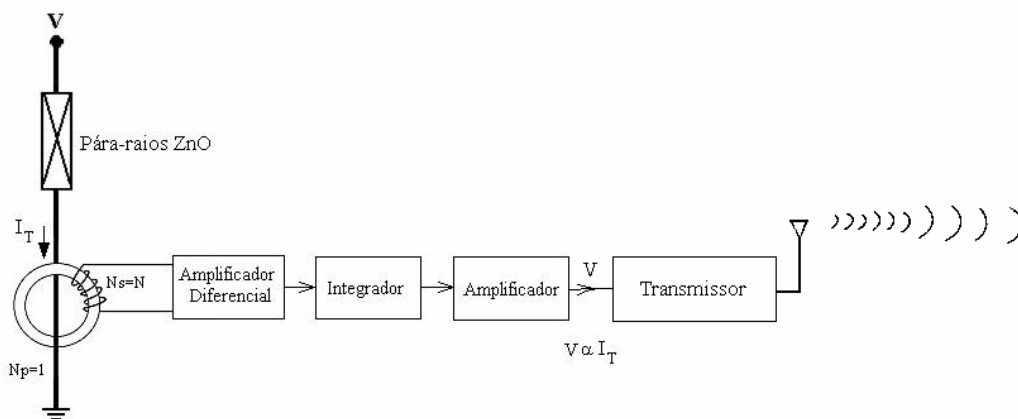 V
Pára-raios ZnO
I_T
Ns=N
Np=1
Amplificador
Diferencial
Integrador
Amplificador
V
V α I_T
Transmissor